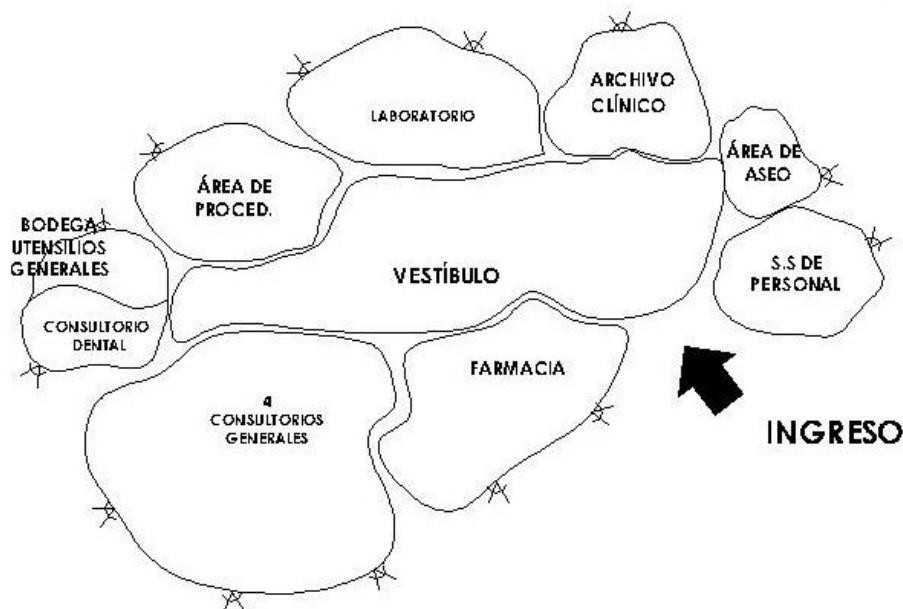 ARCHIVO
CLÍNICO
LABORATORIO
ÁREA DE
ASEO
ÁREA DE
PROCED.
BODEGA
UTENSILIOS
GENERALES
S.S DE
PERSONAL
VESTÍBULO
CONSULTORIO
DENTAL
FARMACIA
4
CONSULTORIOS
GENERALES
INGRESO